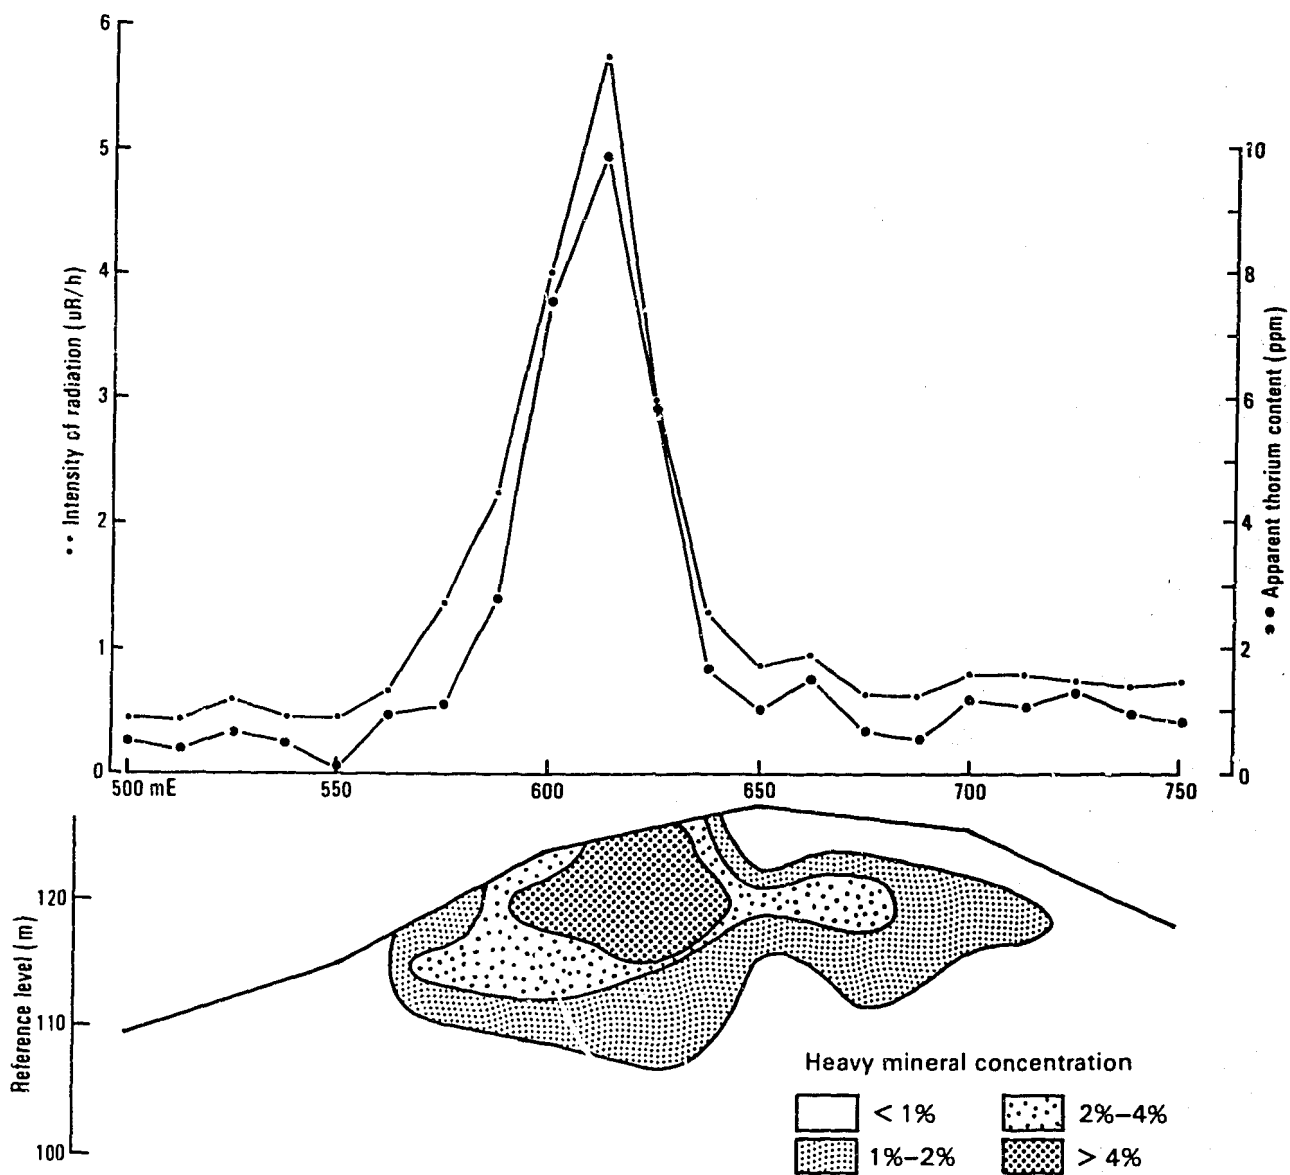 6
5
4
3
2
1
0
•• Intensity of radiation (uR/h)
10
8
6
4
2
0
●● Apparent thorium content (ppm)
500 mE 550 600 650 700 750
120
110
100
Reference level (m)
Heavy mineral concentration
< 1% 2%–4%
1%–2% > 4%